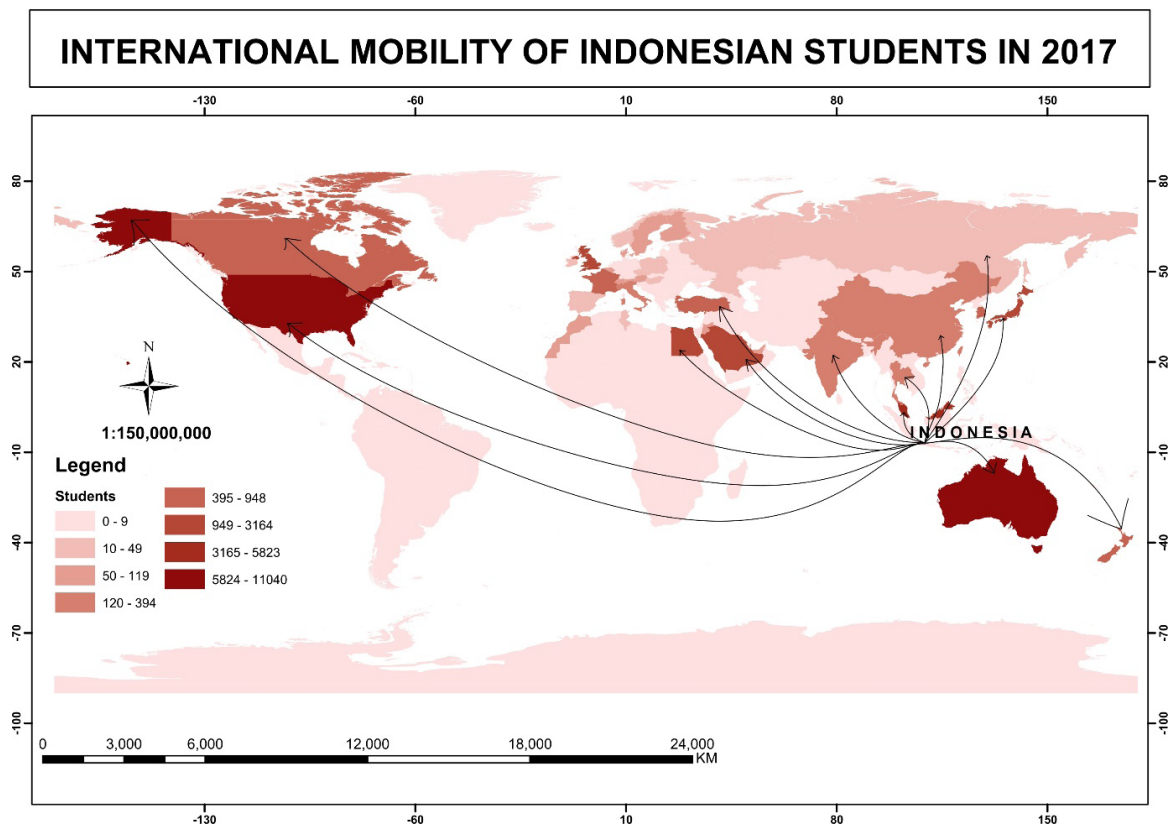 INTERNATIONAL MOBILITY OF INDONESIAN STUDENTS IN 2017
-130 -60 10 80 150
80 80
50 50
20 20
-10 -10
-40 -40
-70 -70
-100 -100
N
1:150,000,000
INDONESIA
Legend
Students
0 - 9
10 - 49
50 - 119
120 - 394
395 - 948
949 - 3164
3165 - 5823
5824 - 11040
0 3,000 6,000 12,000 18,000 24,000
KM
-130 -60 10 80 150